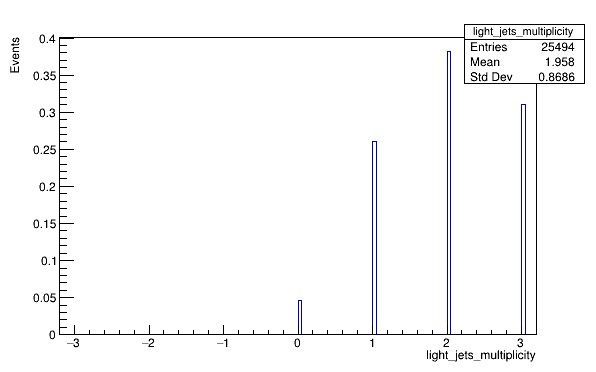 light_jets_multiplicity
Entries 25494
Mean 1.958
Std Dev 0.8686
Events
0.4
0.35
0.3
0.25
0.2
0.15
0.1
0.05
0
−3 −2 −1 0 1 2 3
light_jets_multiplicity